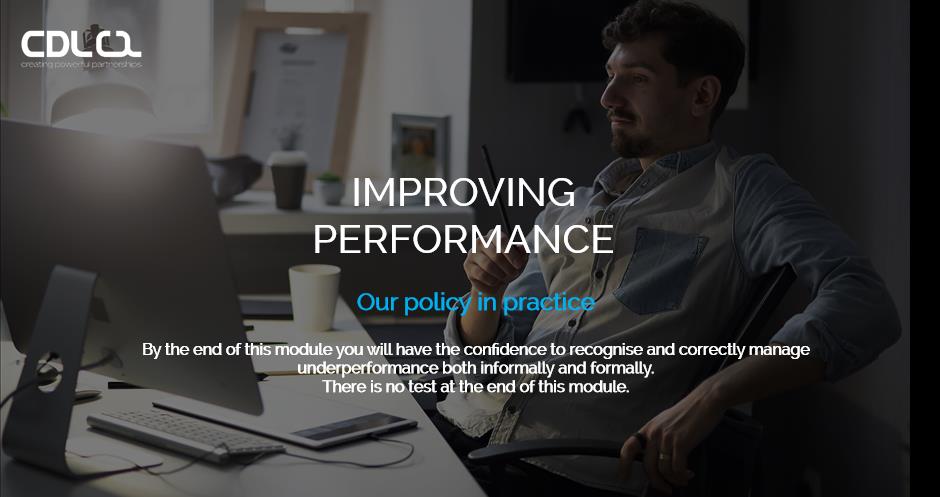 CDL
creating powerful partnerships
IMPROVING
PERFORMANCE
Our policy in practice
By the end of this module you will have the confidence to recognise and correctly manage
underperformance both informally and formally.
There is no test at the end of this module.